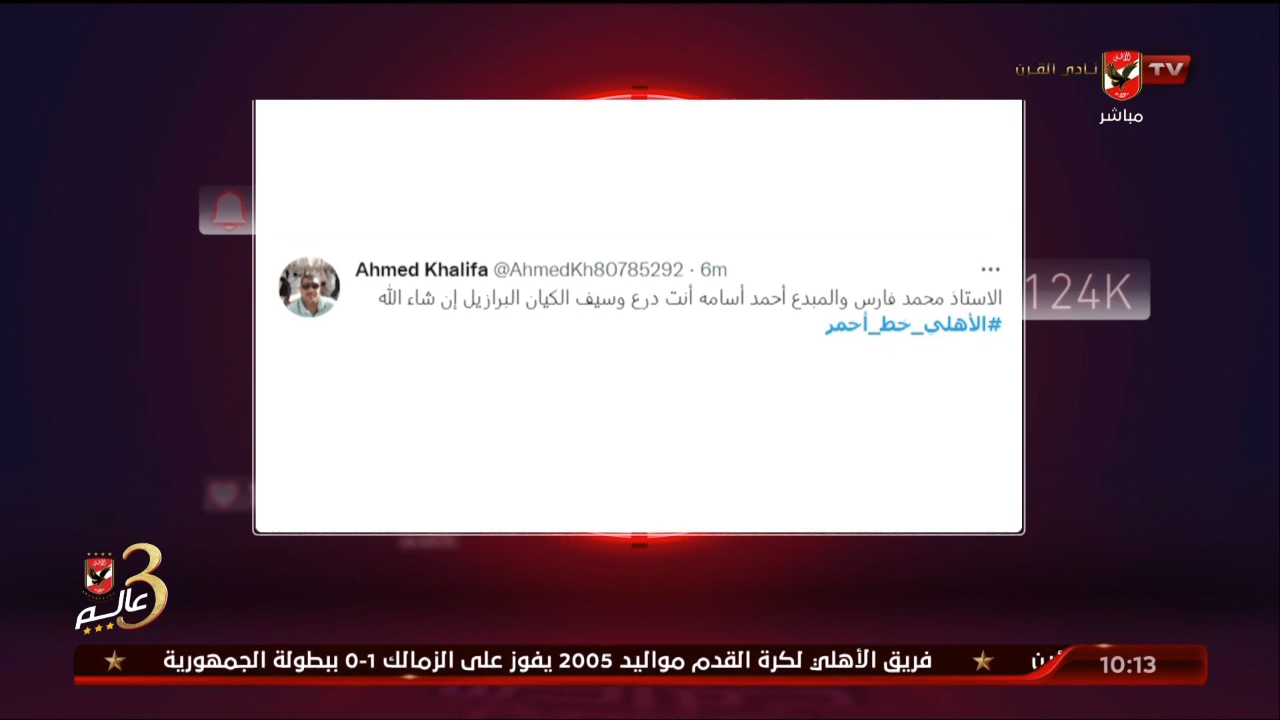 نادي القرن
TV
مباشر
Ahmed Khalifa @AhmedKh80785292 · 6m
الاستاذ محمد فارس والمبدع أحمد أسامه أنت درع وسيف الكيان البرازيل إن شاء الله
#الأهلي_خط_أحمر
124K
3
عالم
فريق الأهلي لكرة القدم مواليد 2005 يفوز على الزمالك 1-0 ببطولة الجمهورية
10:13